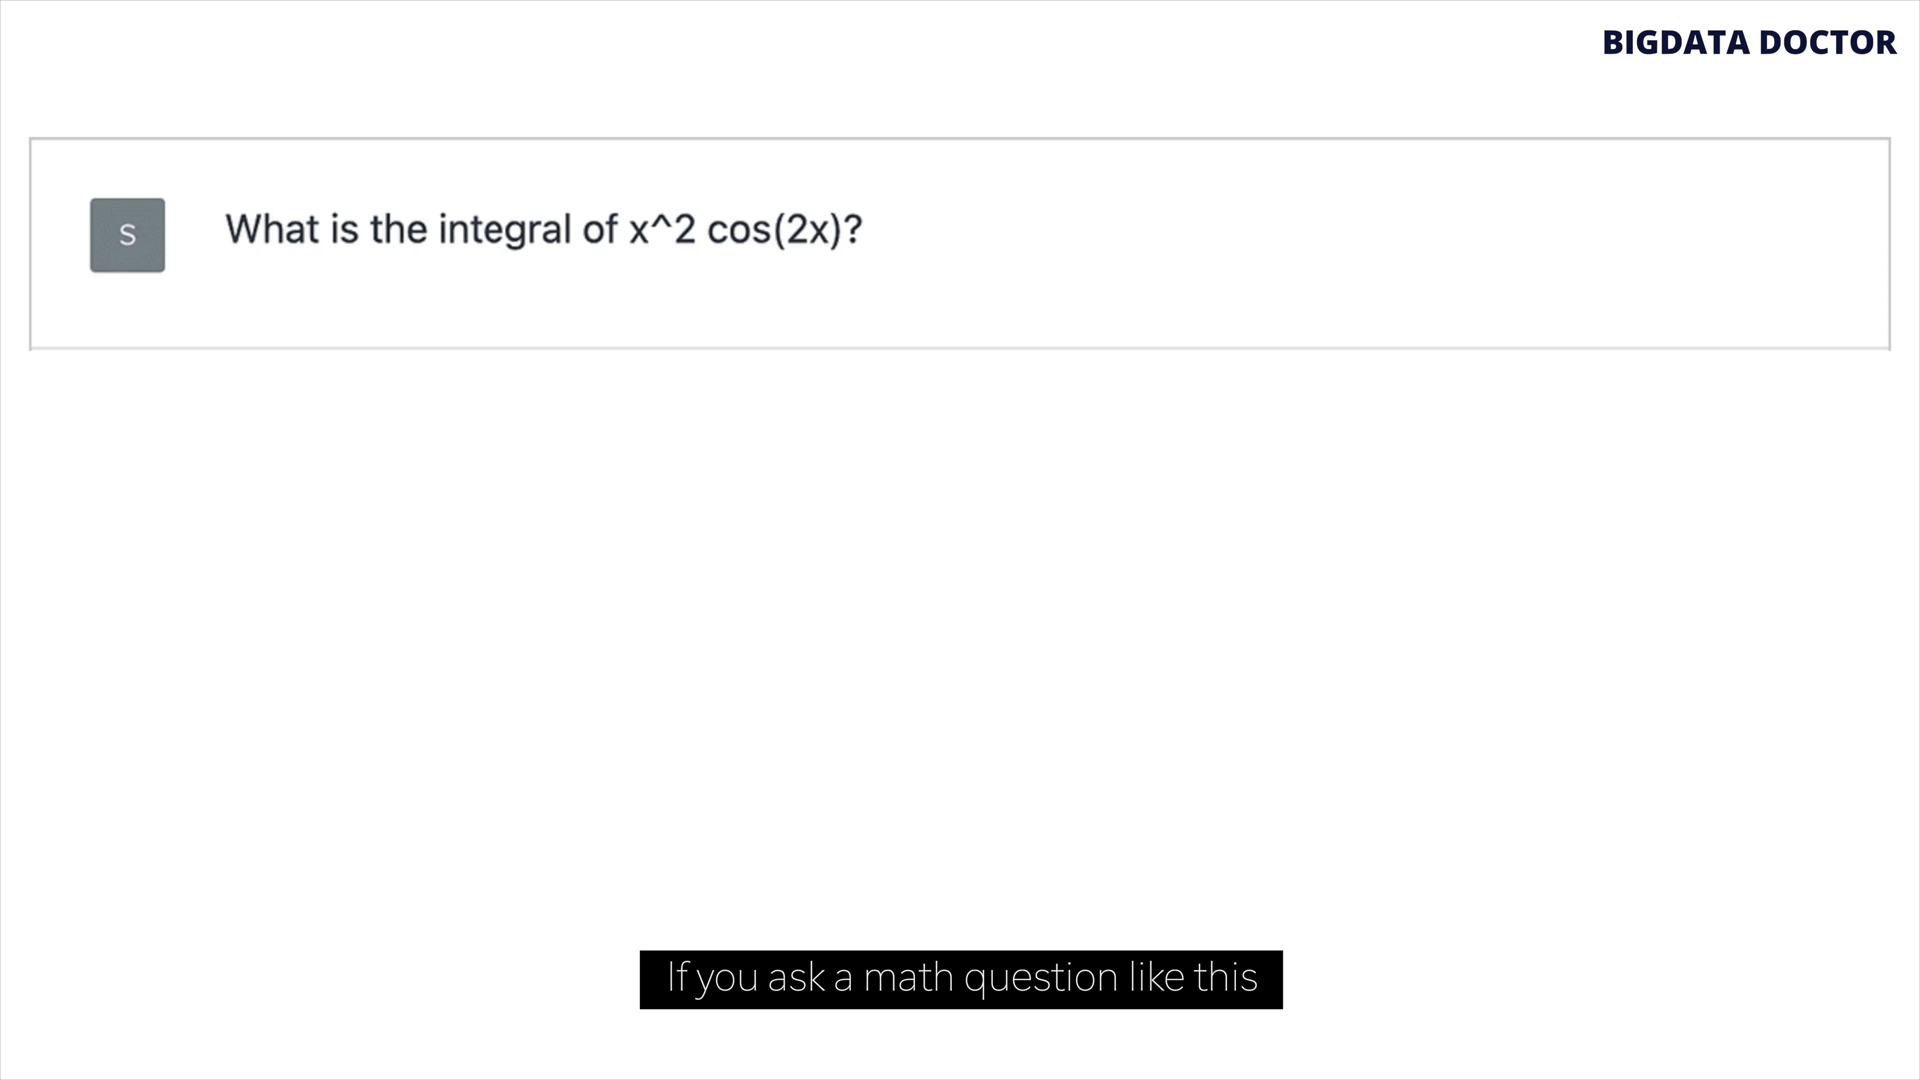 BIGDATA DOCTOR
S
What is the integral of x^2 cos(2x)?
If you ask a math question like this